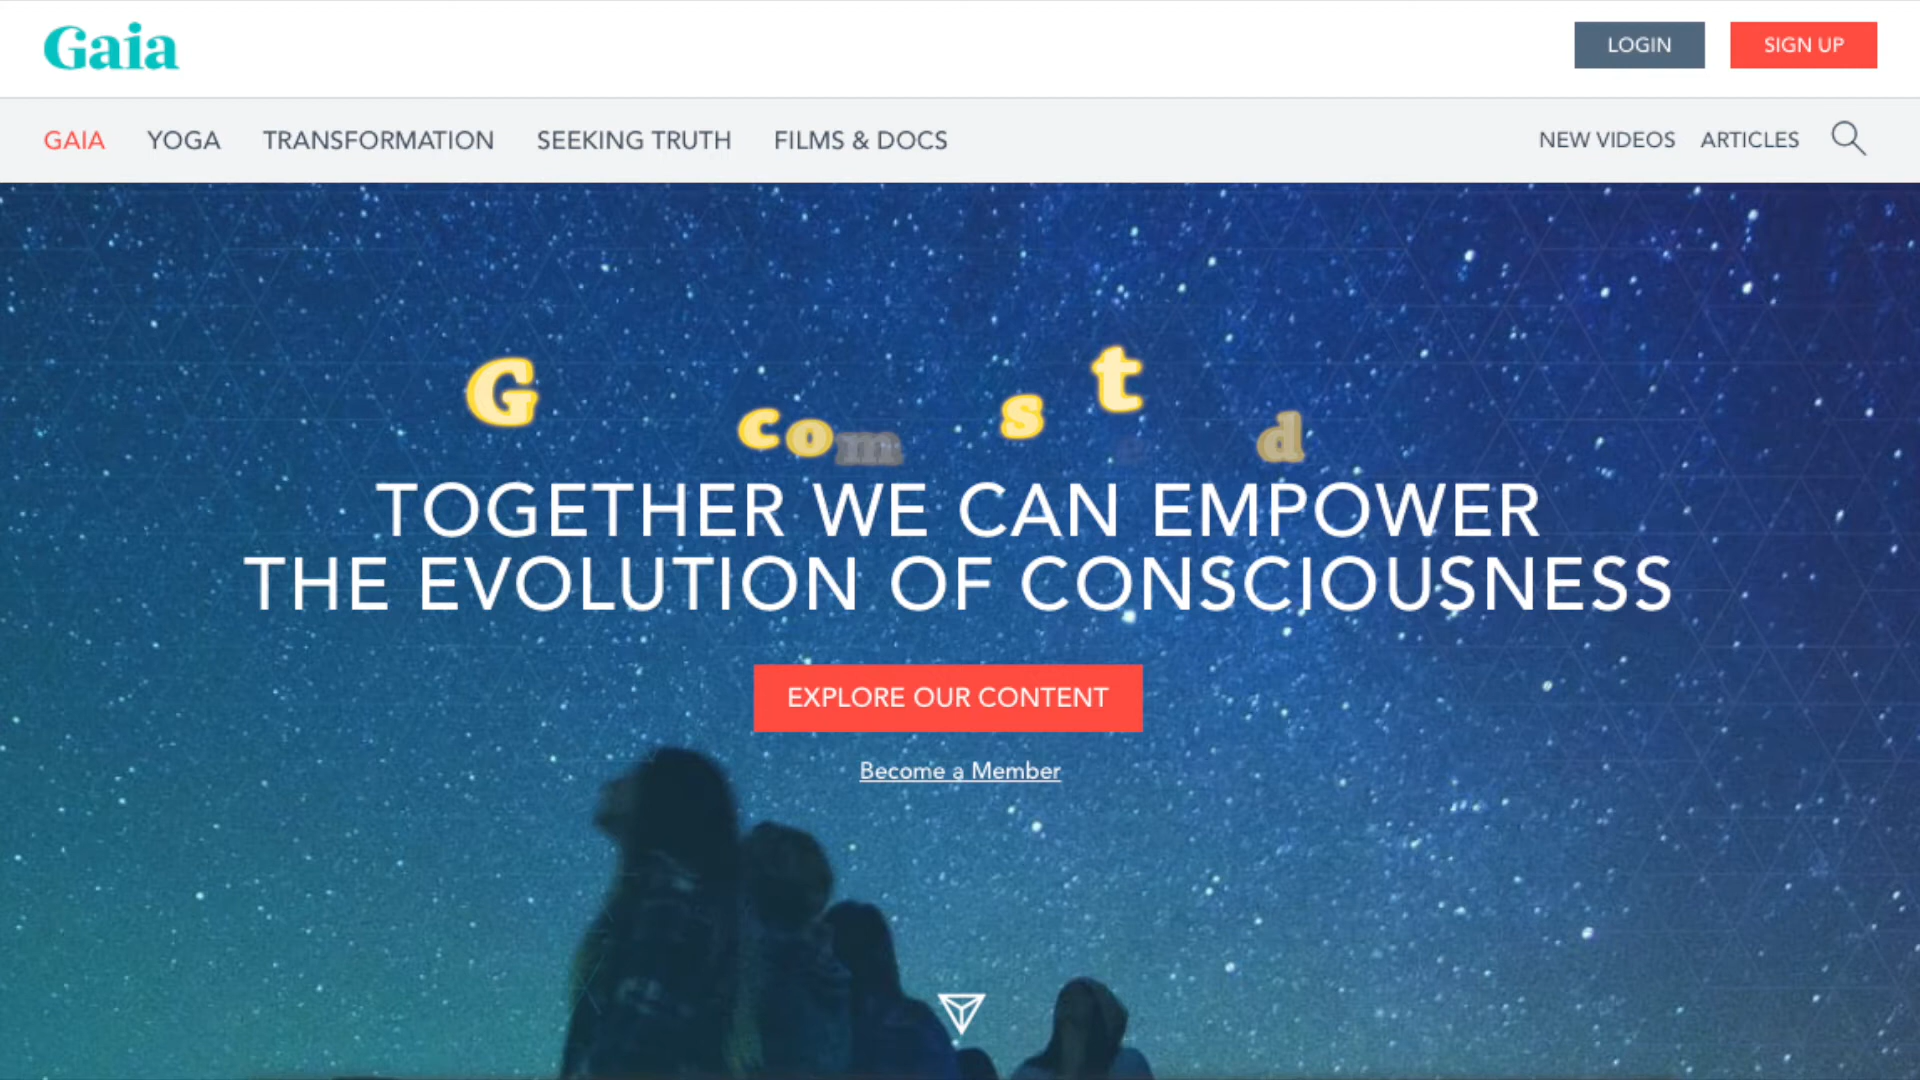 Gaia
LOGIN
SIGN UP
GAIA
YOGA
TRANSFORMATION
SEEKING TRUTH
FILMS & DOCS
NEW VIDEOS
ARTICLES
TOGETHER WE CAN EMPOWER
THE EVOLUTION OF CONSCIOUSNESS
EXPLORE OUR CONTENT
Become a Member